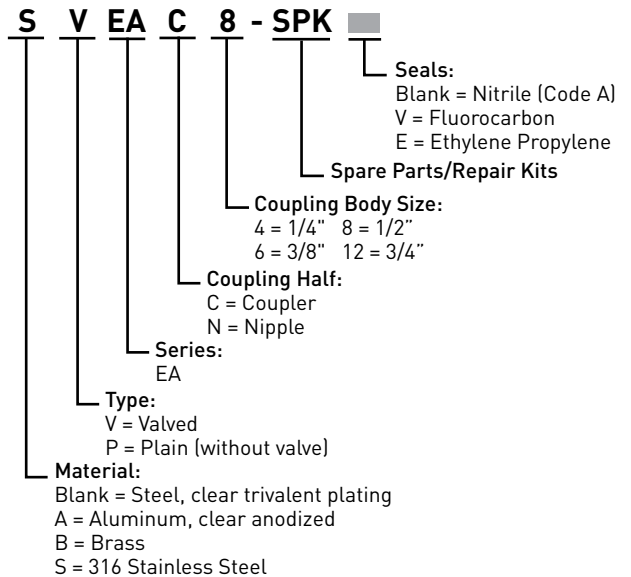 S V EA C 8 - SPK
Seals:
Blank = Nitrile (Code A)
V = Fluorocarbon
E = Ethylene Propylene
Spare Parts/Repair Kits
Coupling Body Size:
4 = 1/4" 8 = 1/2”
6 = 3/8" 12 = 3/4”
Coupling Half:
C = Coupler
N = Nipple
Series:
EA
Type:
V = Valved
P = Plain (without valve)
Material:
Blank = Steel, clear trivalent plating
A = Aluminum, clear anodized
B = Brass
S = 316 Stainless Steel